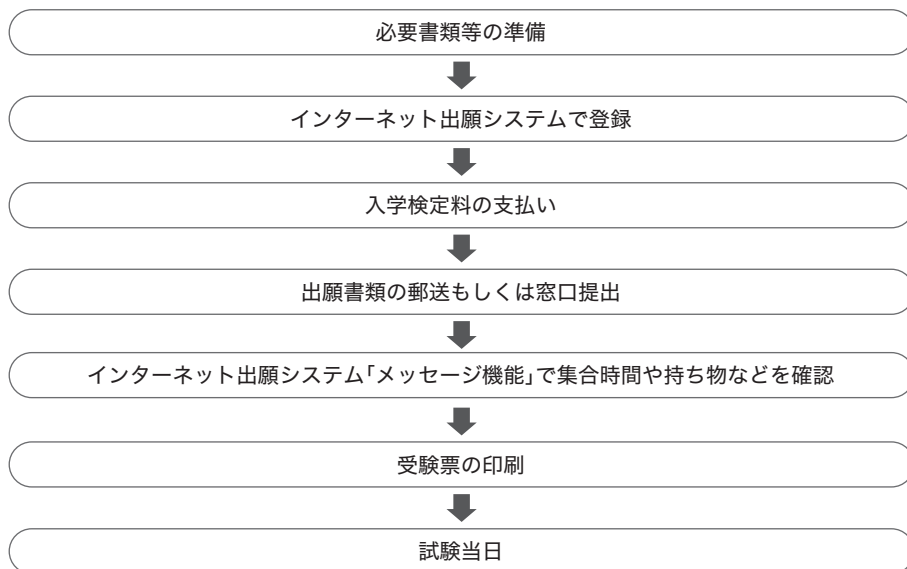 必要書類等の準備
インターネット出願システムで登録
入学検定料の支払い
出願書類の郵送もしくは窓口提出
インターネット出願システム「メッセージ機能」で集合時間や持ち物などを確認
受験票の印刷
試験当日